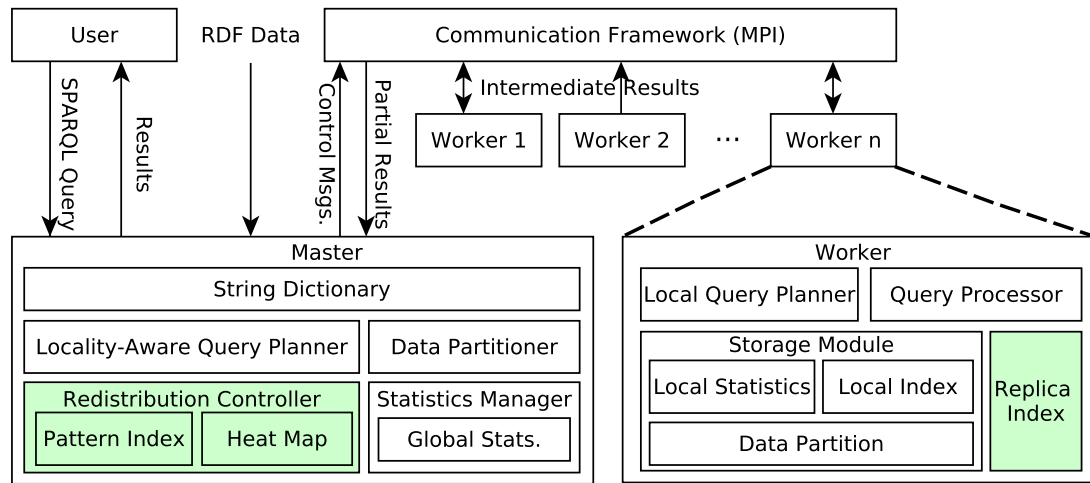 User
RDF Data
Communication Framework (MPI)
SPARQL Query
Results
Control Msgs.
Partial Results
Intermediate Results
Worker 1
Worker 2
...
Worker n
Master
String Dictionary
Locality-Aware Query Planner
Data Partitioner
Redistribution Controller
Pattern Index
Heat Map
Statistics Manager
Global Stats.
Worker
Local Query Planner
Query Processor
Storage Module
Local Statistics
Local Index
Data Partition
Replica
Index